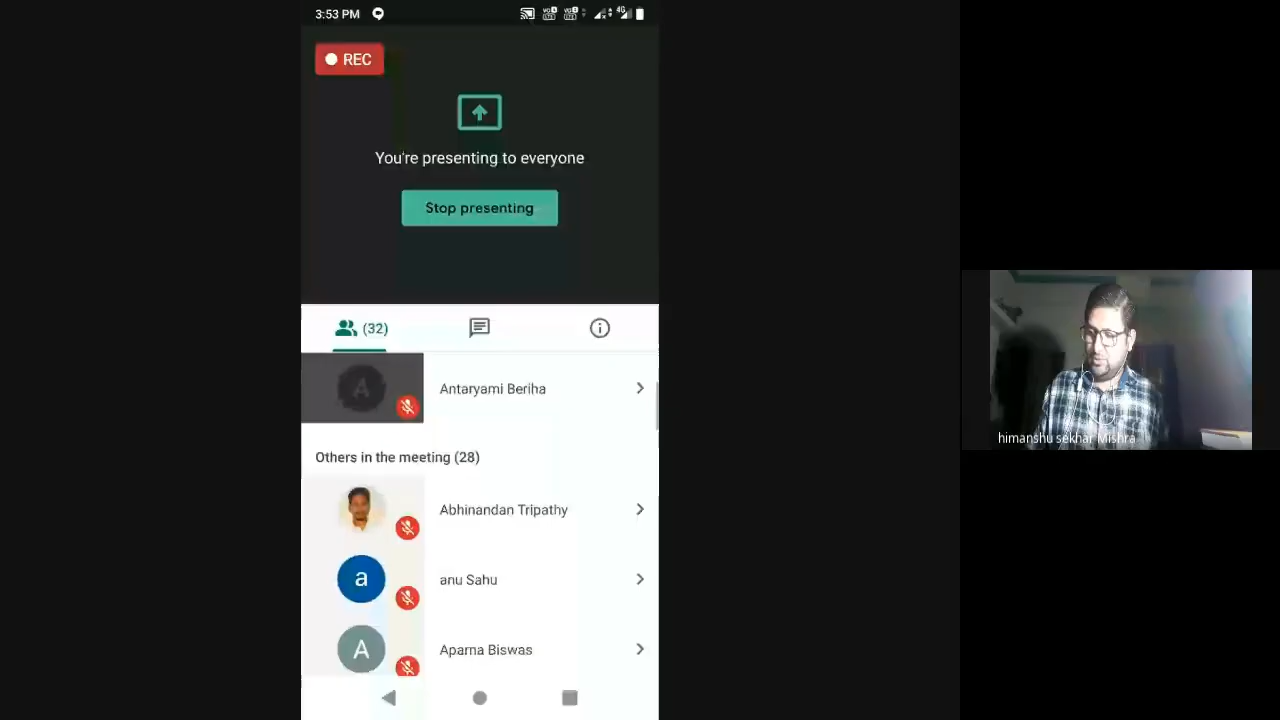 3:53 PM
4G
REC
You're presenting to everyone
Stop presenting
(32)
A
Antaryami Beriha
Others in the meeting (28)
Abhinandan Tripathy
a
anu Sahu
A
Aparna Biswas
himanshu sekhar Mishra